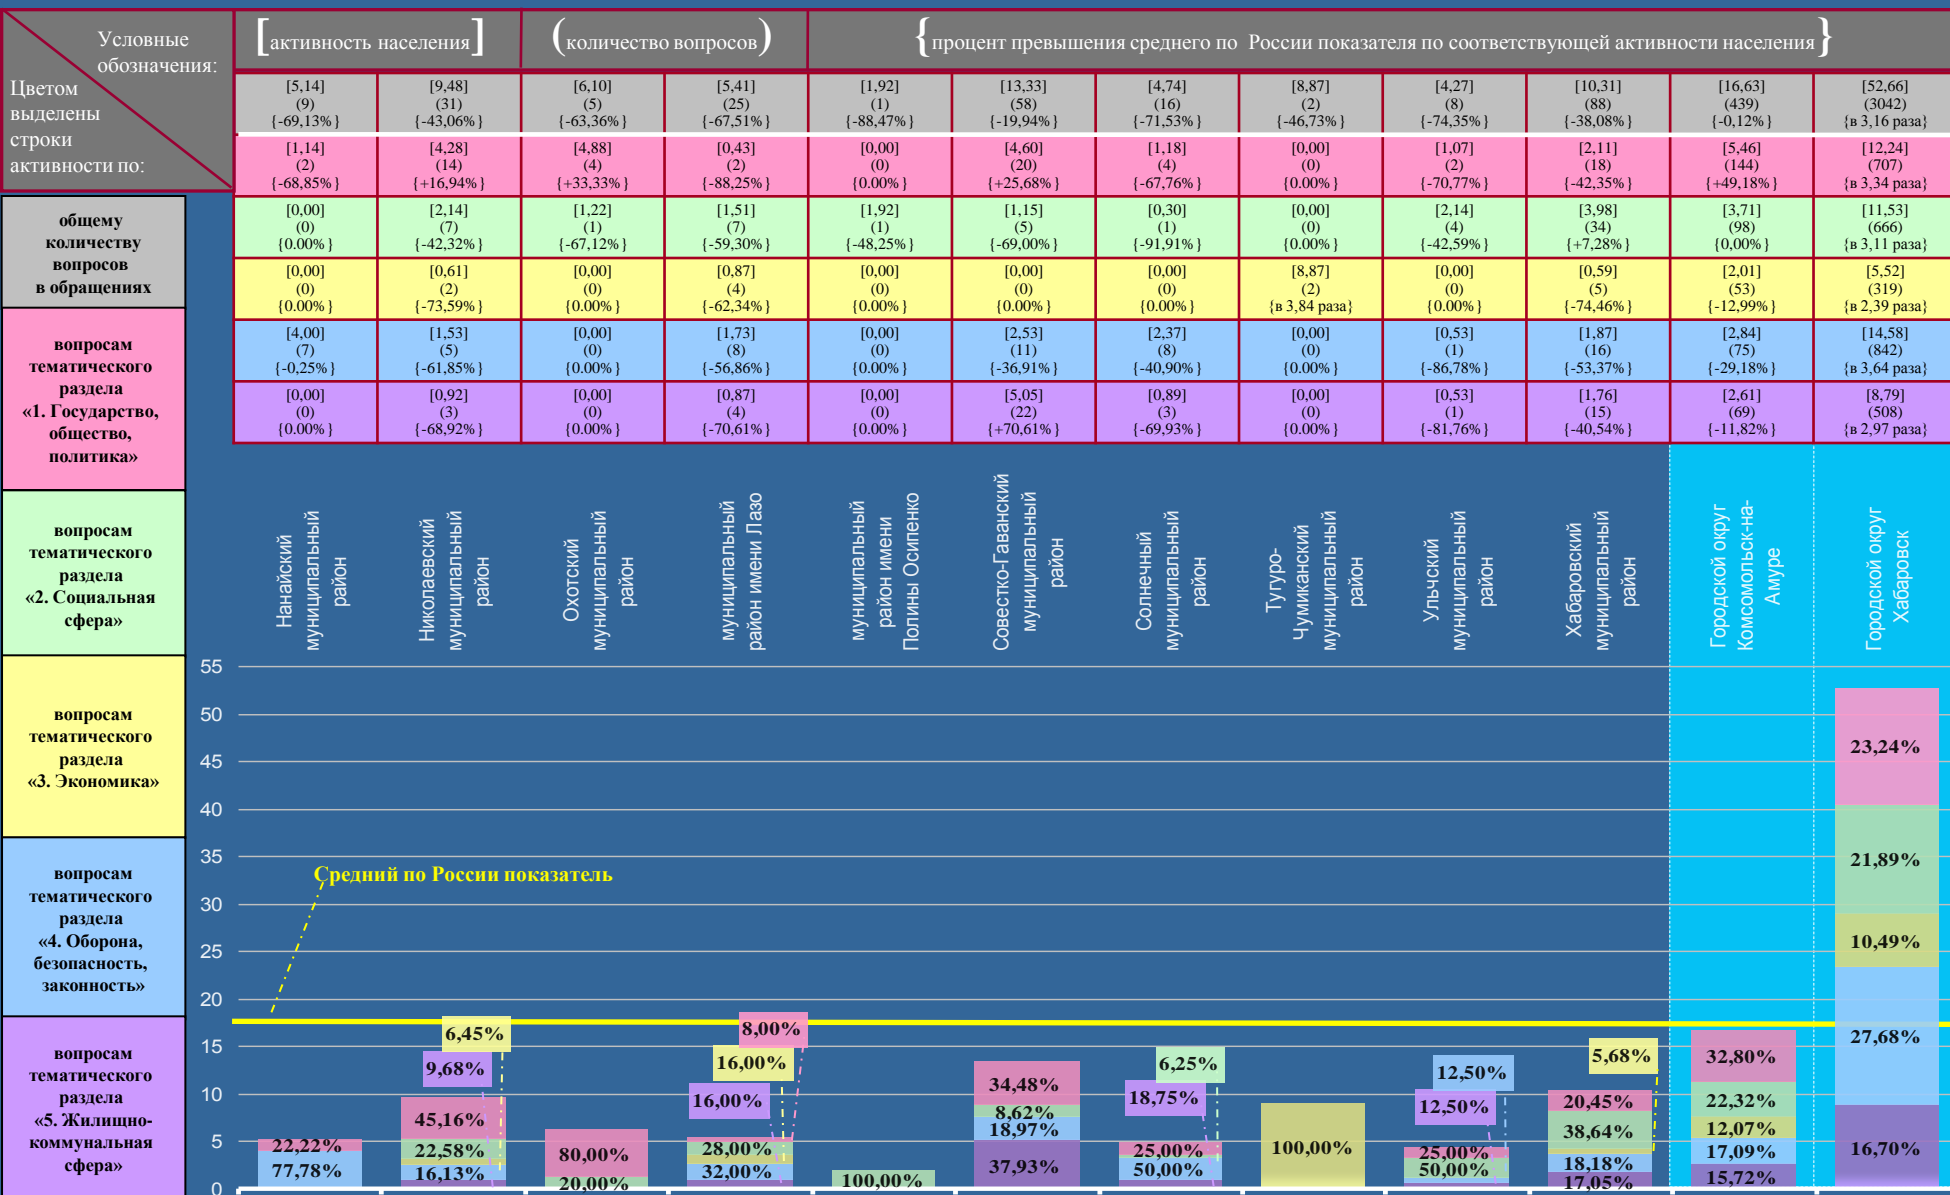 Условные
обозначения:
Цветом
выделены
строки
активности по:
[активность населения]
(количество вопросов)
{процент превышения среднего по России показателя по соответствующей активности населения}
[5,14] [9,48] [6,10] [5,41] [1,92] [13,33] [4,74] [8,87] [4,27] [10,31] [16,63] [52,66]
(9) (31) (5) (25) (1) (58) (16) (2) (8) (88) (439) (3042)
{-69,13%} {-43,06%} {-63,36%} {-67,51%} {-88,47%} {-19,94%} {-71,53%} {-46,73%} {-74,35%} {-38,08%} {-0,12%} {в 3,16 раза}
[1,14] [4,28] [4,88] [0,43] [0,00] [4,60] [1,18] [0,00] [1,07] [2,11] [5,46] [12,24]
(2) (14) (4) (2) (0) (20) (4) (0) (2) (18) (144) (707)
{-68,85%} {+16,94%} {+33,33%} {-88,25%} {0.00%} {+25,68%} {-67,76%} {0.00%} {-70,77%} {-42,35%} {+49,18%} {в 3,34 раза}
[0,00] [2,14] [1,22] [1,51] [1,92] [1,15] [0,30] [0,00] [2,14] [3,98] [3,71] [11,53]
(0) (7) (1) (7) (1) (5) (1) (0) (4) (34) (98) (666)
{0.00%} {-42,32%} {-67,12%} {-59,30%} {-48,25%} {-69,00%} {-91,91%} {0.00%} {-42,59%} {+7,28%} {0,00%} {в 3,11 раза}
[0,00] [0,61] [0,00] [0,87] [0,00] [0,00] [0,00] [8,87] [0,00] [0,59] [2,01] [5,52]
(0) (2) (0) (4) (0) (0) (0) (2) (0) (5) (53) (319)
{0.00%} {-73,59%} {0.00%} {-62,34%} {0.00%} {0.00%} {0.00%} {в 3,84 раза} {0.00%} {-74,46%} {-12,99%} {в 2,39 раза}
[4,00] [1,53] [0,00] [1,73] [0,00] [2,53] [2,37] [0,00] [0,53] [1,87] [2,84] [14,58]
(7) (5) (0) (8) (0) (11) (8) (0) (1) (16) (75) (842)
{-0,25%} {-61,85%} {0.00%} {-56,86%} {0.00%} {-36,91%} {-40,90%} {0.00%} {-86,78%} {-53,37%} {-29,18%} {в 3,64 раза}
[0,00] [0,92] [0,00] [0,87] [0,00] [5,05] [0,89] [0,00] [0,53] [1,76] [2,61] [8,79]
(0) (3) (0) (4) (0) (22) (3) (0) (1) (15) (69) (508)
{0.00%} {-68,92%} {0.00%} {-70,61%} {0.00%} {+70,61%} {-69,93%} {0.00%} {-81,76%} {-40,54%} {-11,82%} {в 2,97 раза}
общему
количеству
вопросов
в обращениях
вопросам
тематического
раздела
«1. Государство,
общество,
политика»
вопросам
тематического
раздела
«2. Социальная
сфера»
вопросам
тематического
раздела
«3. Экономика»
вопросам
тематического
раздела
«4. Оборона,
безопасность,
законность»
вопросам
тематического
раздела
«5. Жилищно-
коммунальная
сфера»
Нанайский
муниципальный
район
Николаевский
муниципальный
район
Охотский
муниципальный
район
муниципальный
район имени Лазо
муниципальный
район имени
Полины Осипенко
Советско-Гаванский
муниципальный
район
Солнечный
муниципальный
район
Тугуро-
Чумиканский
муниципальный
район
Ульчский
муниципальный
район
Хабаровский
муниципальный
район
Городской округ
Комсомольск-на-
Амуре
Городской округ
Хабаровск
55
50
45
40
35
30
25
20
15
10
5
0
Средний по России показатель
22,22%
77,78%
6,45%
9,68%
45,16%
22,58%
16,13%
80,00%
20,00%
8,00%
16,00%
16,00%
28,00%
32,00%
100,00%
34,48%
8,62%
18,97%
37,93%
6,25%
18,75%
25,00%
50,00%
100,00%
12,50%
12,50%
25,00%
50,00%
5,68%
20,45%
38,64%
18,18%
17,05%
32,80%
22,32%
12,07%
17,09%
15,72%
23,24%
21,89%
10,49%
27,68%
16,70%